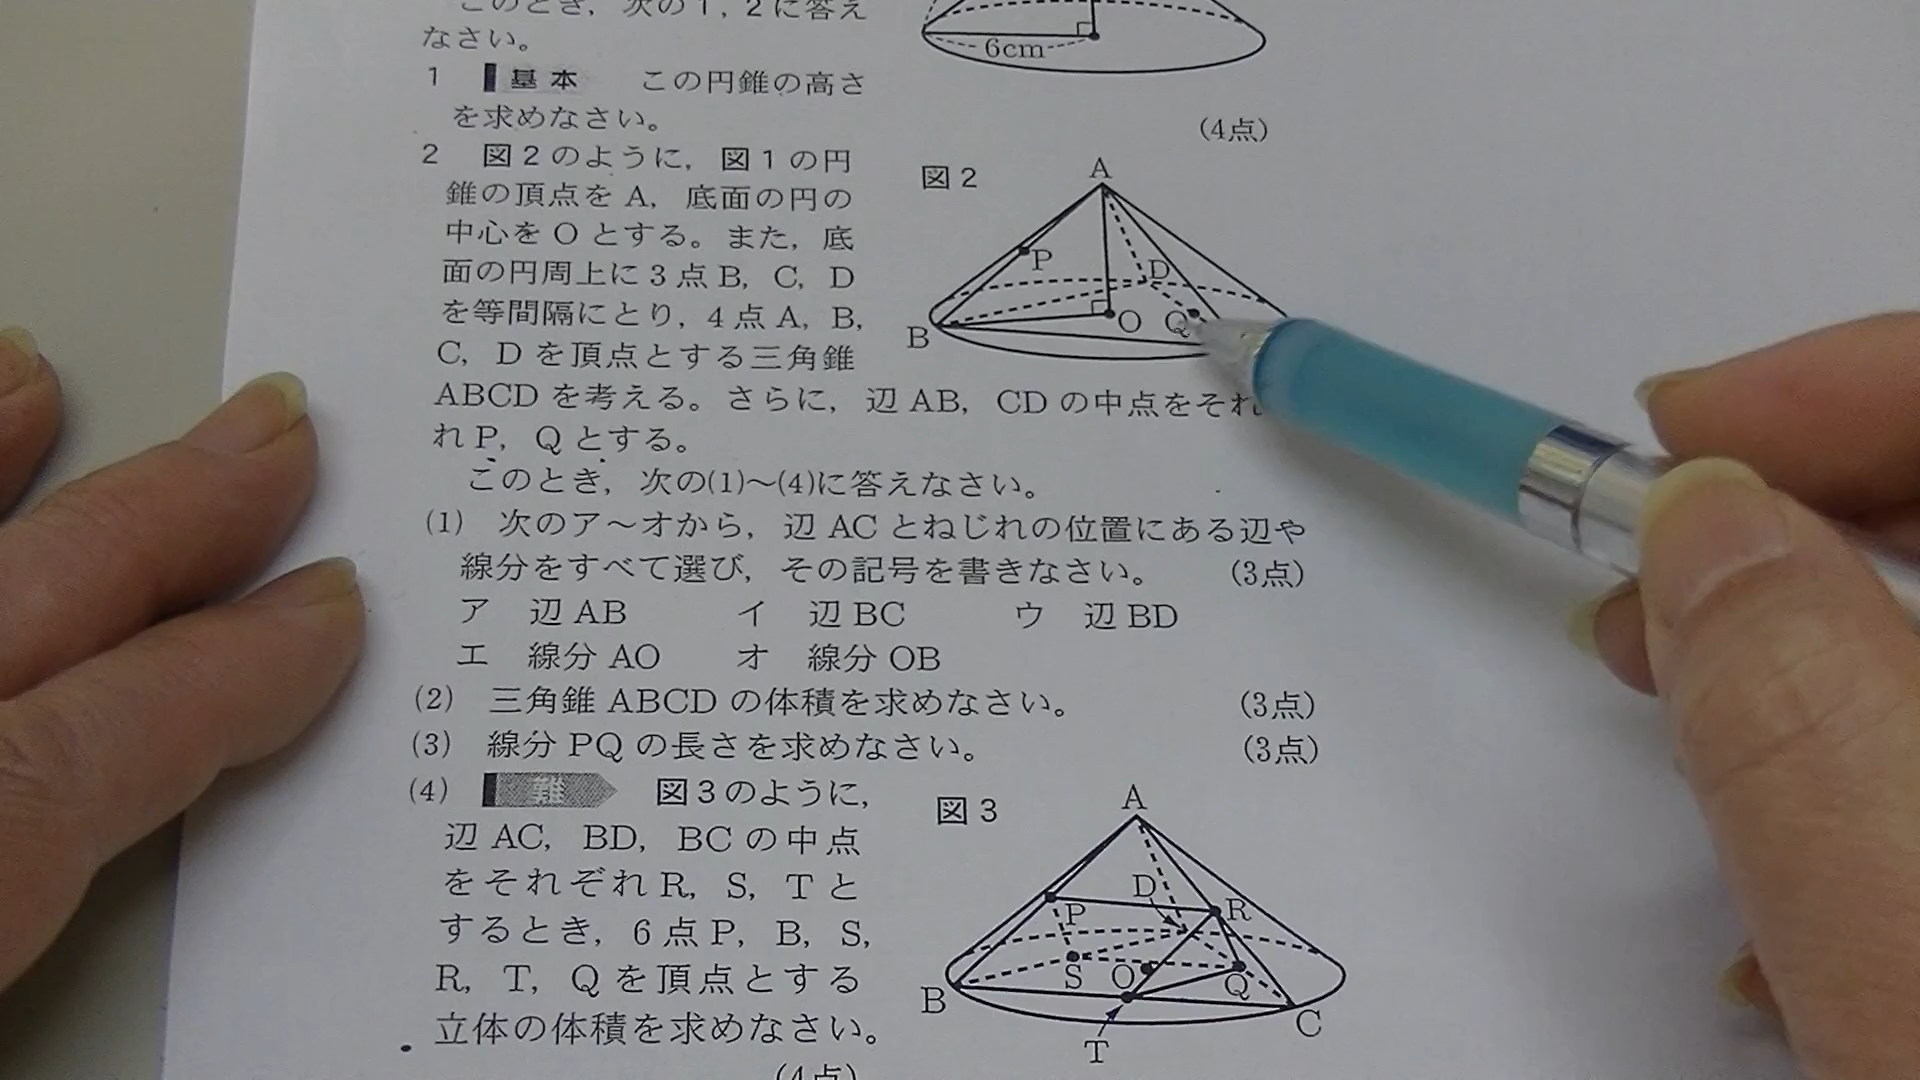 このとき，次の1，2に答え
なさい。
1 基本 この円錐の高さ
を求めなさい。
(4点)
6cm
2 図2のように，図1の円
錐の頂点をA，底面の円の
中心をOとする。また，底
面の円周上に3点B，C，D
を等間隔にとり，4点A，B，
C，Dを頂点とする三角錐
ABCDを考える。さらに，辺AB，CDの中点をそれ
れP，Qとする。
図2
A
P
D
B
O
Q
このとき，次の(1)～(4)に答えなさい。
(1) 次のア～オから，辺ACとねじれの位置にある辺や
線分をすべて選び，その記号を書きなさい。 (3点)
ア 辺AB イ 辺BC ウ 辺BD
エ 線分AO オ 線分OB
(2) 三角錐ABCDの体積を求めなさい。 (3点)
(3) 線分PQの長さを求めなさい。 (3点)
(4) 難 図3のように，
辺AC，BD，BCの中点
をそれぞれR，S，Tと
するとき，6点P，B，S，
R，T，Qを頂点とする
立体の体積を求めなさい。
(4点)
図3
A
D
P
R
S
O
Q
B
C
T